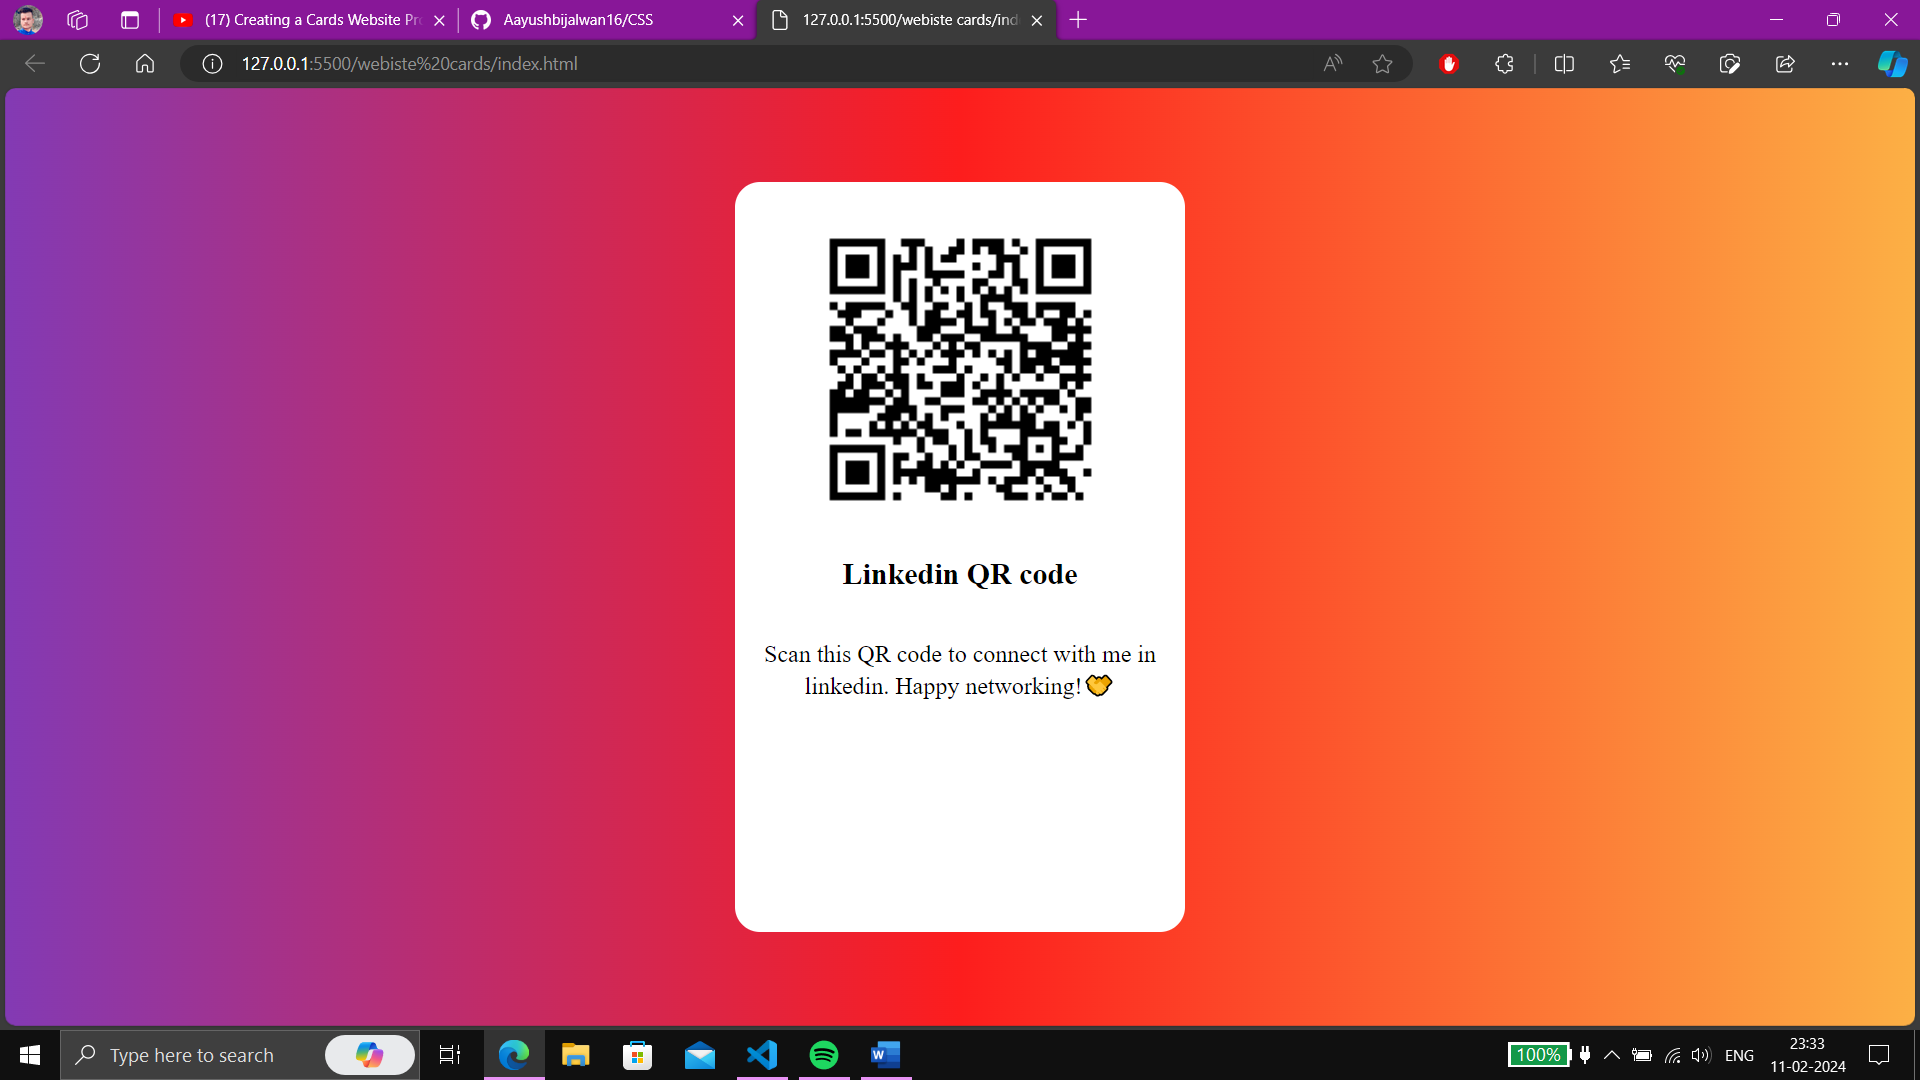 (17) Creating a Cards Website Pr
Aayushbijalwan16/CSS
127.0.0.1:5500/webiste cards/ind
127.0.0.1:5500/webiste%20cards/index.html
Linkedin QR code
Scan this QR code to connect with me in
linkedin. Happy networking!
Type here to search
100%
ENG
23:33
11-02-2024